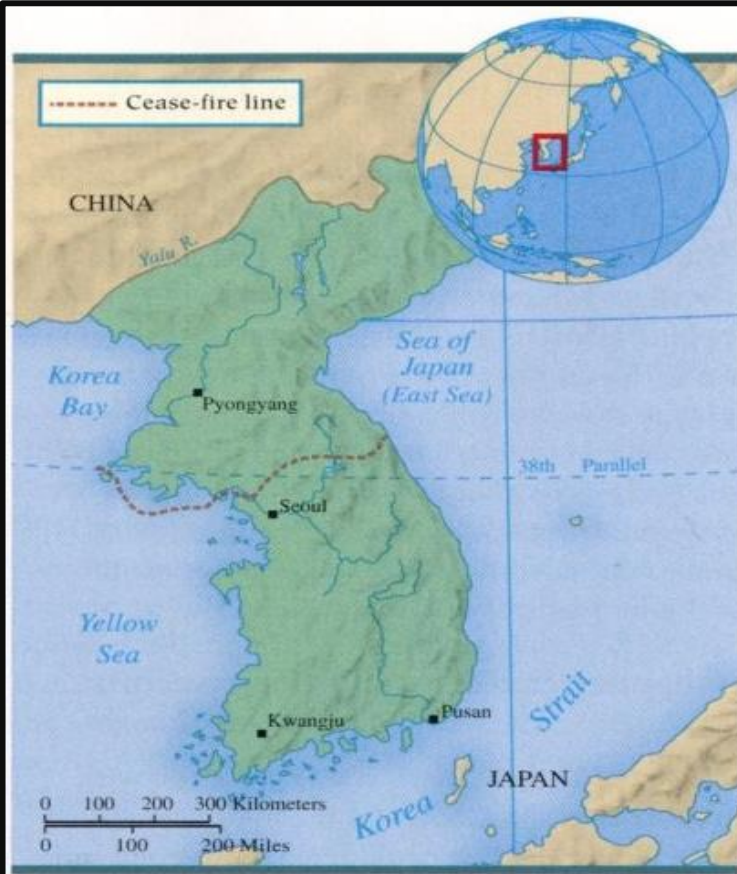 Cease-fire line
CHINA
Yalu R.
Korea
Bay
Sea of
Japan
(East Sea)
Pyongyang
38th Parallel
Seoul
Yellow
Sea
Kwangju
Pusan
Korea Strait
JAPAN
0 100 200 300 Kilometers
0 100 200 Miles